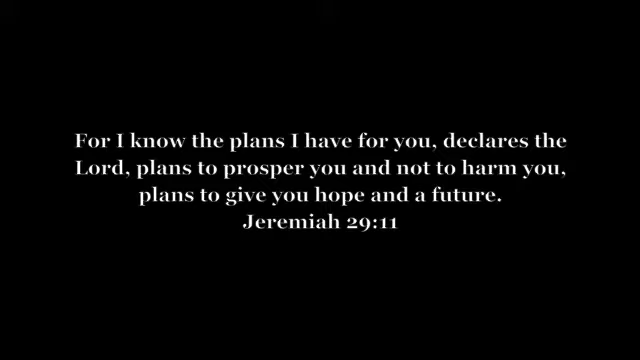 For I know the plans I have for you, declares the
Lord, plans to prosper you and not to harm you,
plans to give you hope and a future.
Jeremiah 29:11